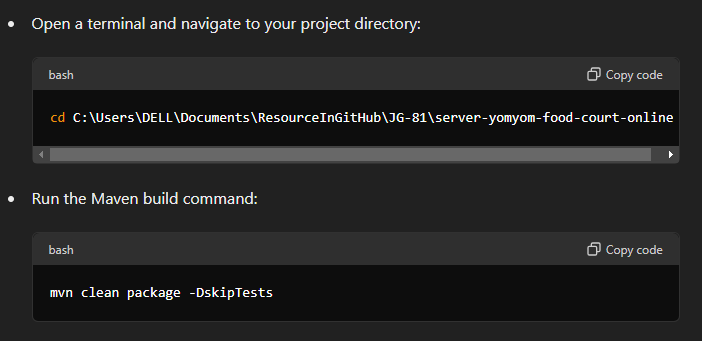 Open a terminal and navigate to your project directory:
bash
Copy code
cd C:\Users\DELL\Documents\ResourceInGitHub\JG-81\server-yomyom-food-court-online
Run the Maven build command:
bash
Copy code
mvn clean package -DskipTests